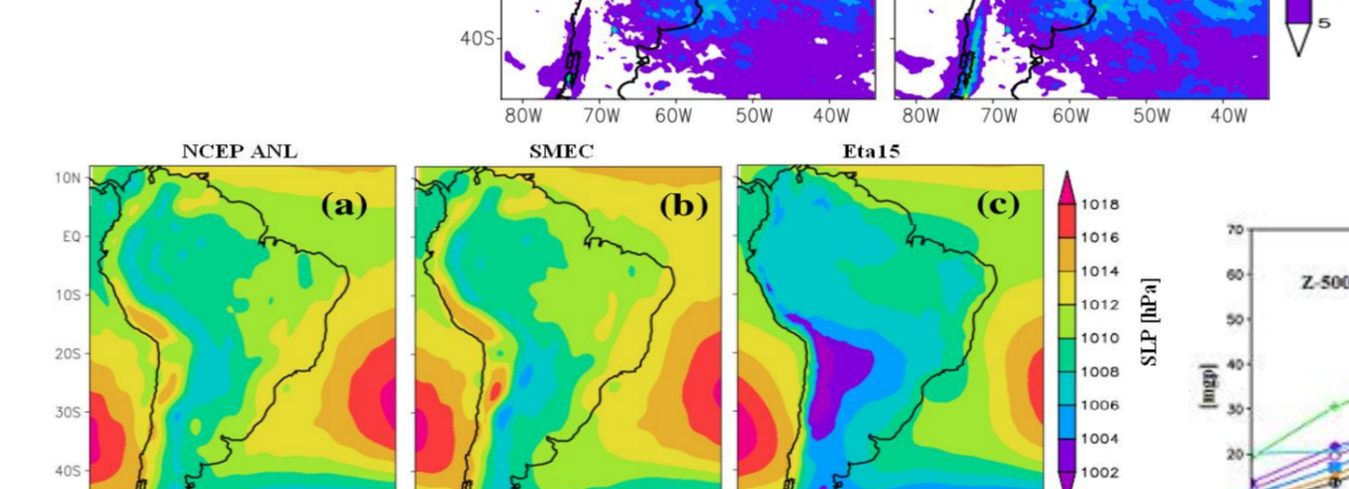 5
40S
80W 70W 60W 50W 40W 80W 70W 60W 50W 40W
NCEP ANL SMEC Eta15
(a) (b) (c)
10N
EQ
10S
20S
30S
40S
1018
1016
1014
1012
1010
1008
1006
1004
1002
SLP [hPa]
70
60
50
40
30
20
Z-500
[mgp]